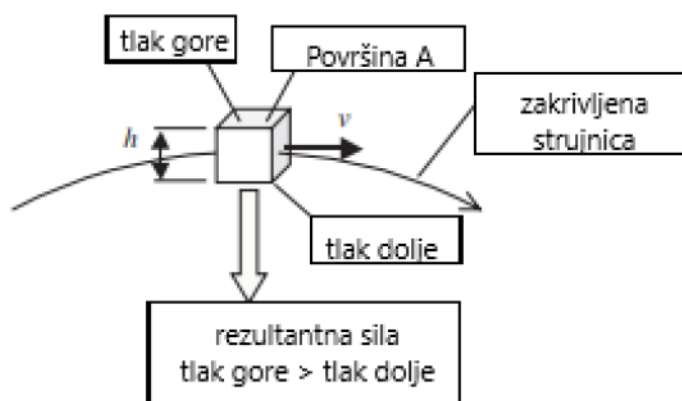 tlak gore
Površina A
zakrivljena
strujnica
h
v
tlak dolje
rezultantna sila
tlak gore > tlak dolje